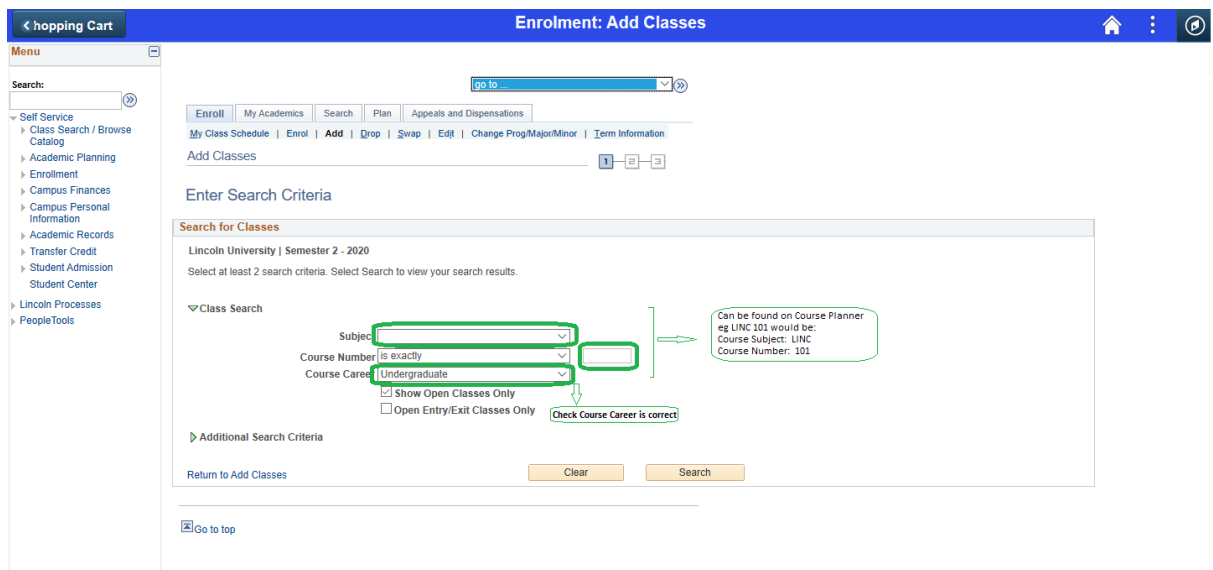 hopping Cart
Enrolment: Add Classes
Menu
Search:
Self Service
Class Search / Browse
Catalog
Academic Planning
Enrollment
Campus Finances
Campus Personal
Information
Academic Records
Transfer Credit
Student Admission
Student Center
Lincoln Processes
PeopleTools
go to ...
Enroll My Academics Search Plan Appeals and Dispensations
My Class Schedule | Enrol | Add | Drop | Swap | Edit | Change Prog/Major/Minor | Term Information
Add Classes
1 2 3
Enter Search Criteria
Search for Classes
Lincoln University | Semester 2 - 2020
Select at least 2 search criteria. Select Search to view your search results.
Class Search
Subjec
Course Number is exactly
Course Caree Undergraduate
Show Open Classes Only
Open Entry/Exit Classes Only
Can be found on Course Planner
eg LINC 101 would be:
Course Subject: LINC
Course Number: 101
Check Course Career is correct
Additional Search Criteria
Return to Add Classes
Clear Search
Go to top